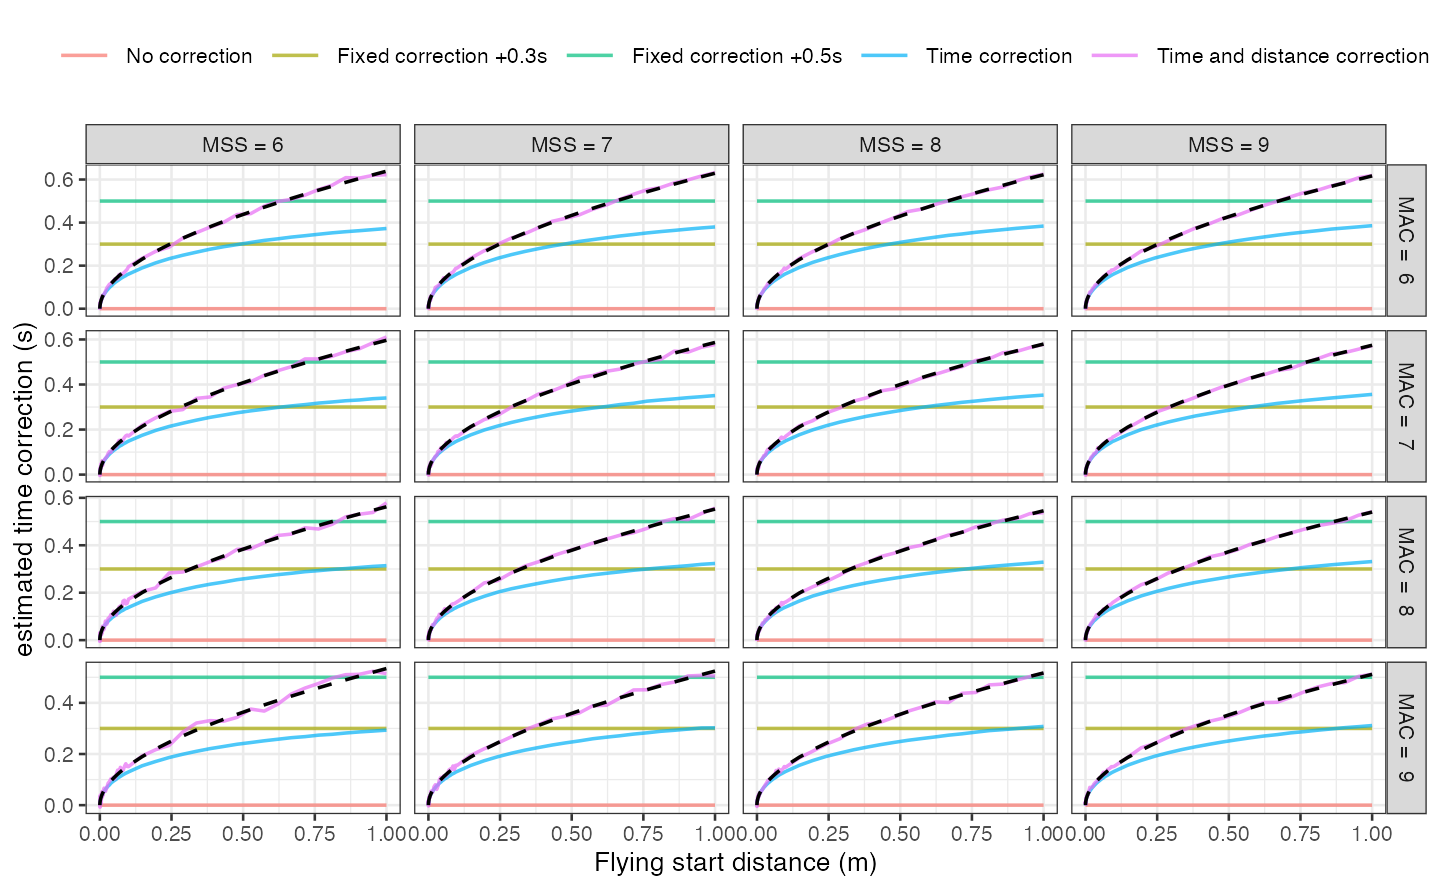 No correction Fixed correction +0.3s Fixed correction +0.5s Time correction Time and distance correction
MSS = 6 MSS = 7 MSS = 8 MSS = 9
0.6
0.4
0.2
0.0
MAC = 6
0.6
0.4
0.2
0.0
MAC = 7
0.6
0.4
0.2
0.0
MAC = 8
0.4
0.2
0.0
MAC = 9
estimated time correction (s)
0.00 0.25 0.50 0.75 1.00 0.00 0.25 0.50 0.75 1.00 0.00 0.25 0.50 0.75 1.00 0.00 0.25 0.50 0.75 1.00
Flying start distance (m)